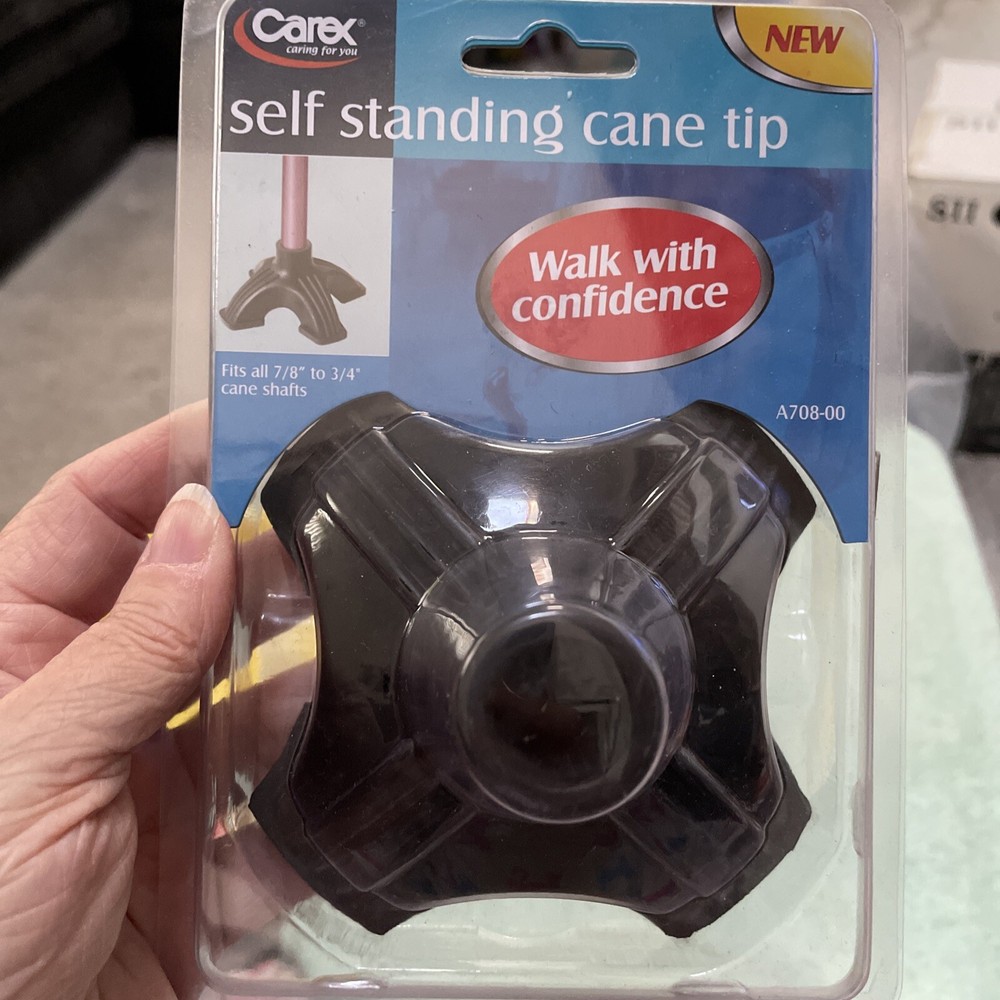 Carex®
caring for you
NEW
self standing cane tip
Walk with
confidence
Fits all 7/8" to 3/4"
cane shafts
A708-00